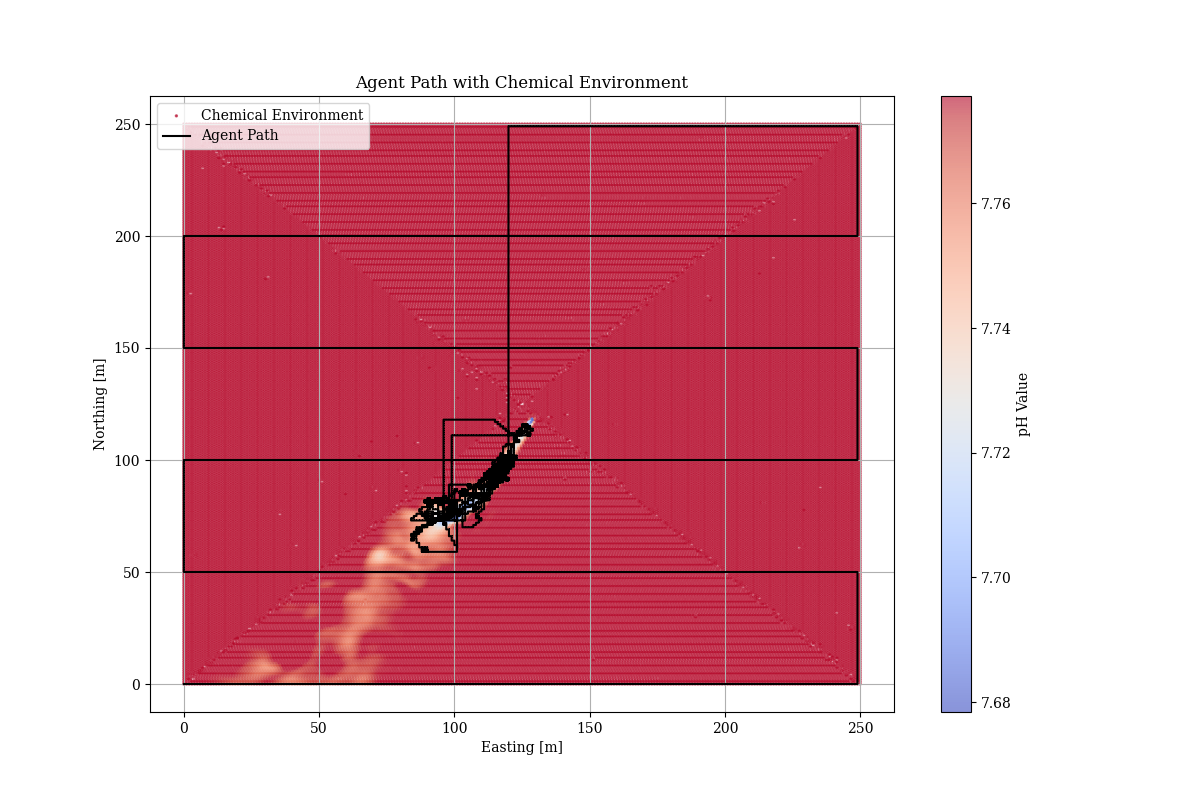 Agent Path with Chemical Environment
Chemical Environment
Agent Path
250
200
150
100
50
0
Northing [m]
0
50
100
150
200
250
Easting [m]
7.76
7.74
7.72
7.70
7.68
pH Value